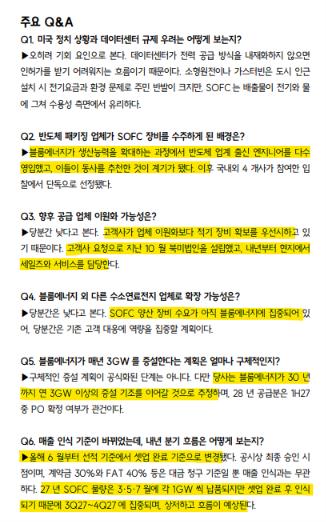 주요 Q&A
Q1. 미국 정치 상황과 데이터센터 규제 우려는 어떻게 보는지?
▶오히려 기회 요인으로 본다. 데이터센터가 전력 공급 방식을 내재화하지 않으면
인허가를 받기 어려워지는 흐름이기 때문이다. 소형원전이나 가스터빈은 도시 인근
설치 시 전기요금과 환경 문제로 주민 반발이 크지만, SOFC는 배출물이 전기와 물
에 그쳐 수용성 측면에서 유리하다.
Q2. 반도체 패키징 업체가 SOFC 장비를 수주하게 된 배경은?
▶블룸에너지가 생산능력을 확대하는 과정에서 반도체 업계 출신 엔지니어를 다수
영입했고, 이들이 동사를 추천한 것이 계기가 됐다. 이후 국내외 4개사가 참여한 입
찰에서 단독으로 선정됐다.
Q3. 향후 공급 업체 이원화 가능성은?
▶당분간 낮다고 본다. 고객사가 업체 이원화보다 적기 장비 확보를 우선시하고 있
기 때문이다. 고객사 요청으로 지난 10월 북미법인을 설립했고, 내년부터 현지에서
세일즈와 서비스를 담당한다.
Q4. 블룸에너지 외 다른 수소연료전지 업체로 확장 가능성은?
▶당분간은 낮다고 본다. SOFC 양산 장비 수요가 아직 블룸에너지에 집중되어 있
어, 당분간은 기존 고객 대응에 역량을 집중할 계획이다.
Q5. 블룸에너지가 매년 3GW를 증설한다는 계획은 얼마나 구체적인지?
▶구체적인 증설 계획이 공식화된 단계는 아니다. 다만 당사는 블룸에너지가 30년
까지 연 3GW 이상의 증설 기조를 이어갈 것으로 추정하며, 28년 공급분은 1H27
중 PO 확정 여부가 관건이다.
Q6. 매출 인식 기준이 바뀌었는데, 내년 분기 흐름은 어떻게 보는지?
▶올해 6월부터 선적 기준에서 셋업 완료 기준으로 변경됐다. 공시상 최종 승인 시
점이며, 계약금 30%와 FAT 40% 등은 대금 청구 기준일 뿐 매출 인식과는 무관
하다. 27년 SOFC 물량은 3·5·7월에 각 1GW씩 납품되지만 셋업 완료 후 인식
되기 때문에 3Q27~4Q27에 집중되며, 상저하고 흐름이 예상된다.